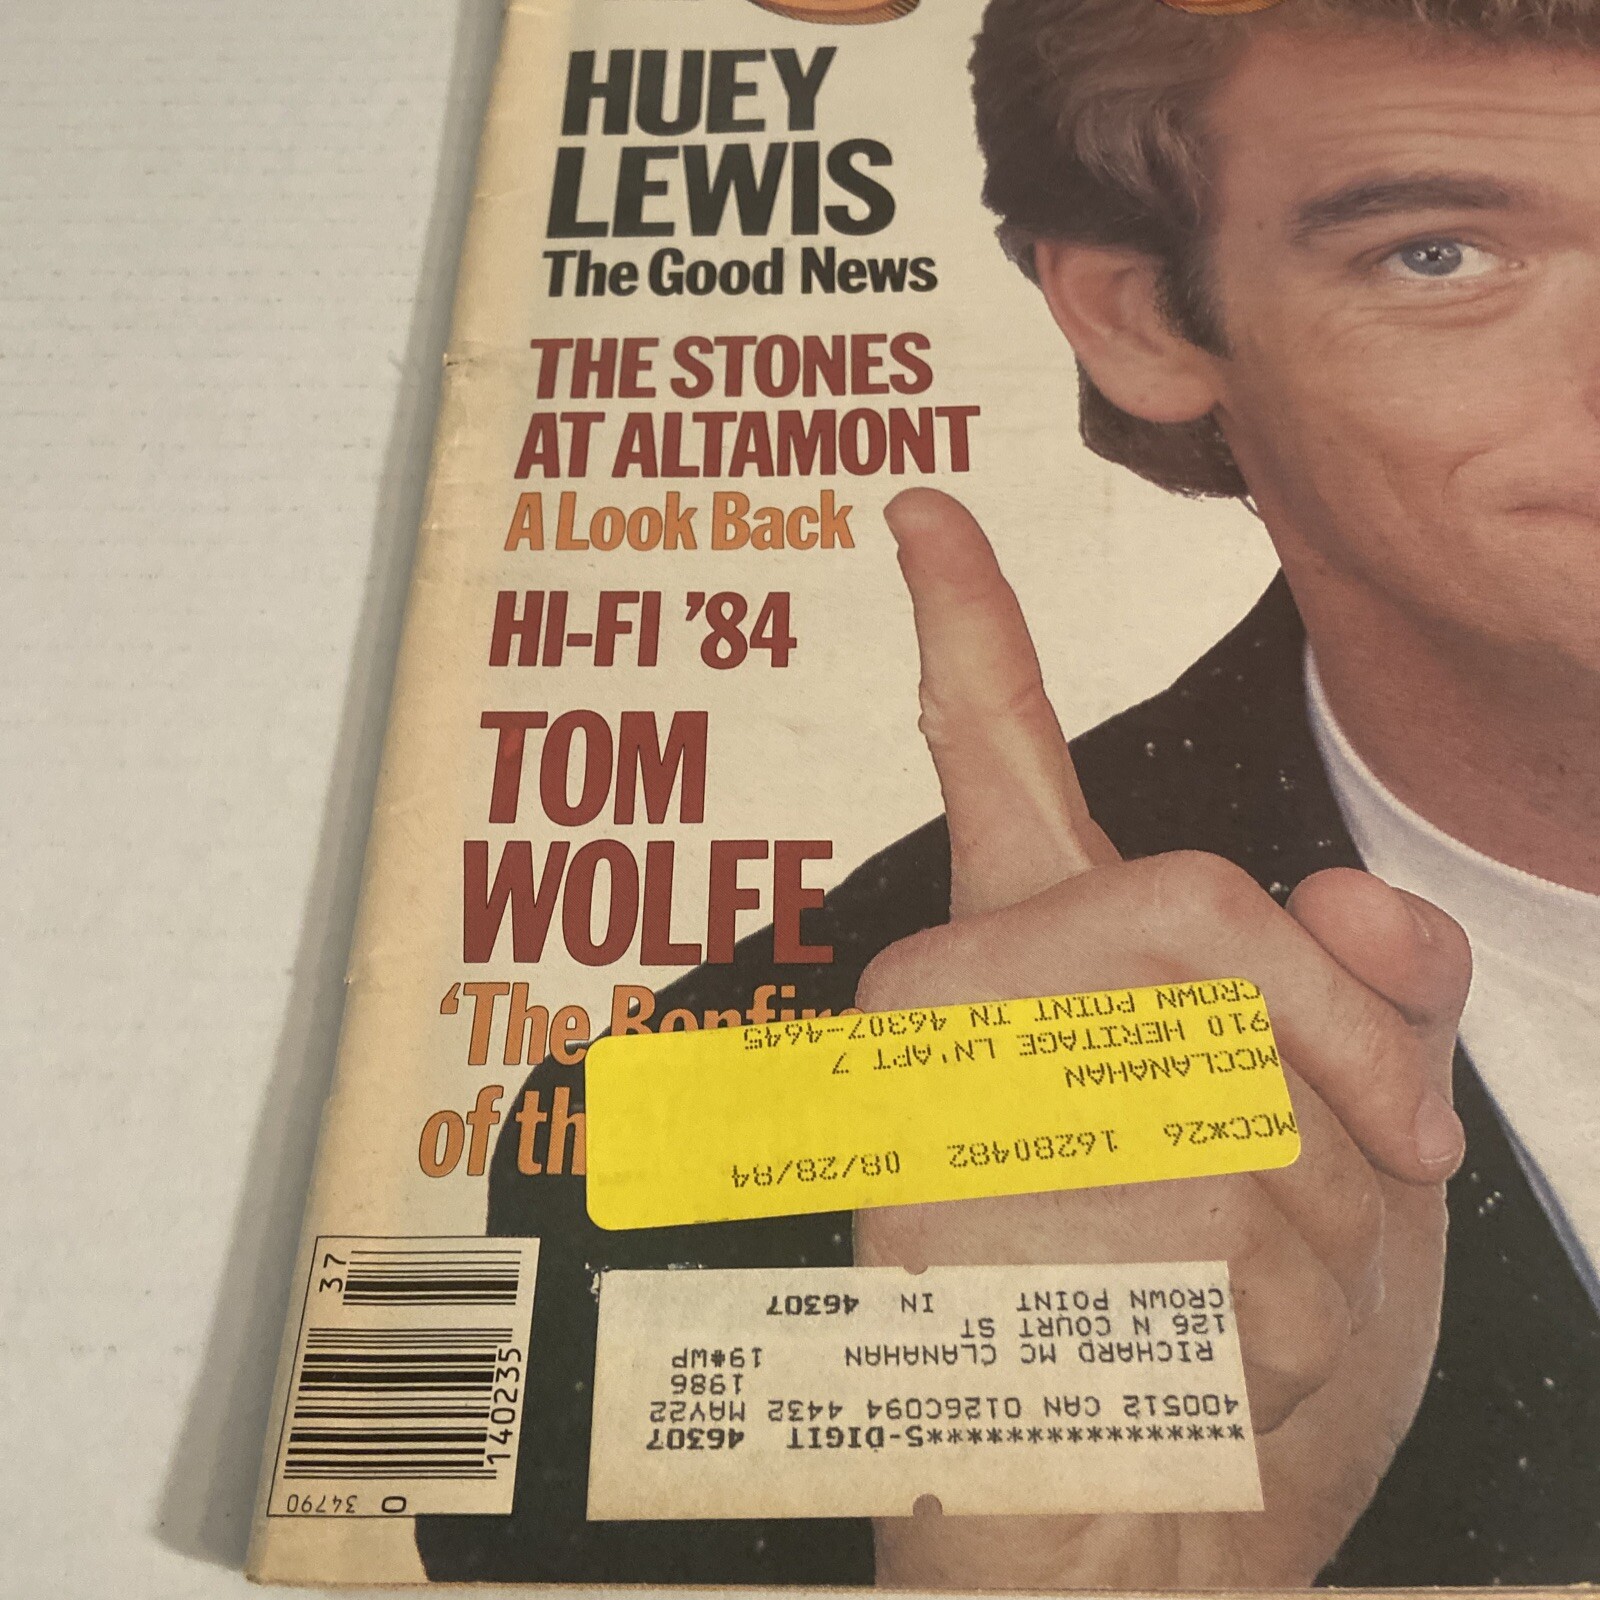 HUEY
LEWIS
The Good News
THE STONES
AT ALTAMONT
A Look Back
HI-FI '84
TOM
WOLFE
'The Bonfire
of th
CROWN POINT IN 46307-4645
910 HERITAGE LN'APT 7
MCCLANAHAN
MCC*26 16280482 08/28/84
*********************5-DIGIT 46307
400512 CAN 0126C094 4432 MAY22
1986
RICHARD MC CLANAHAN 19#WP
126 N COURT ST
CROWN POINT IN 46307
37
140235
0 34790